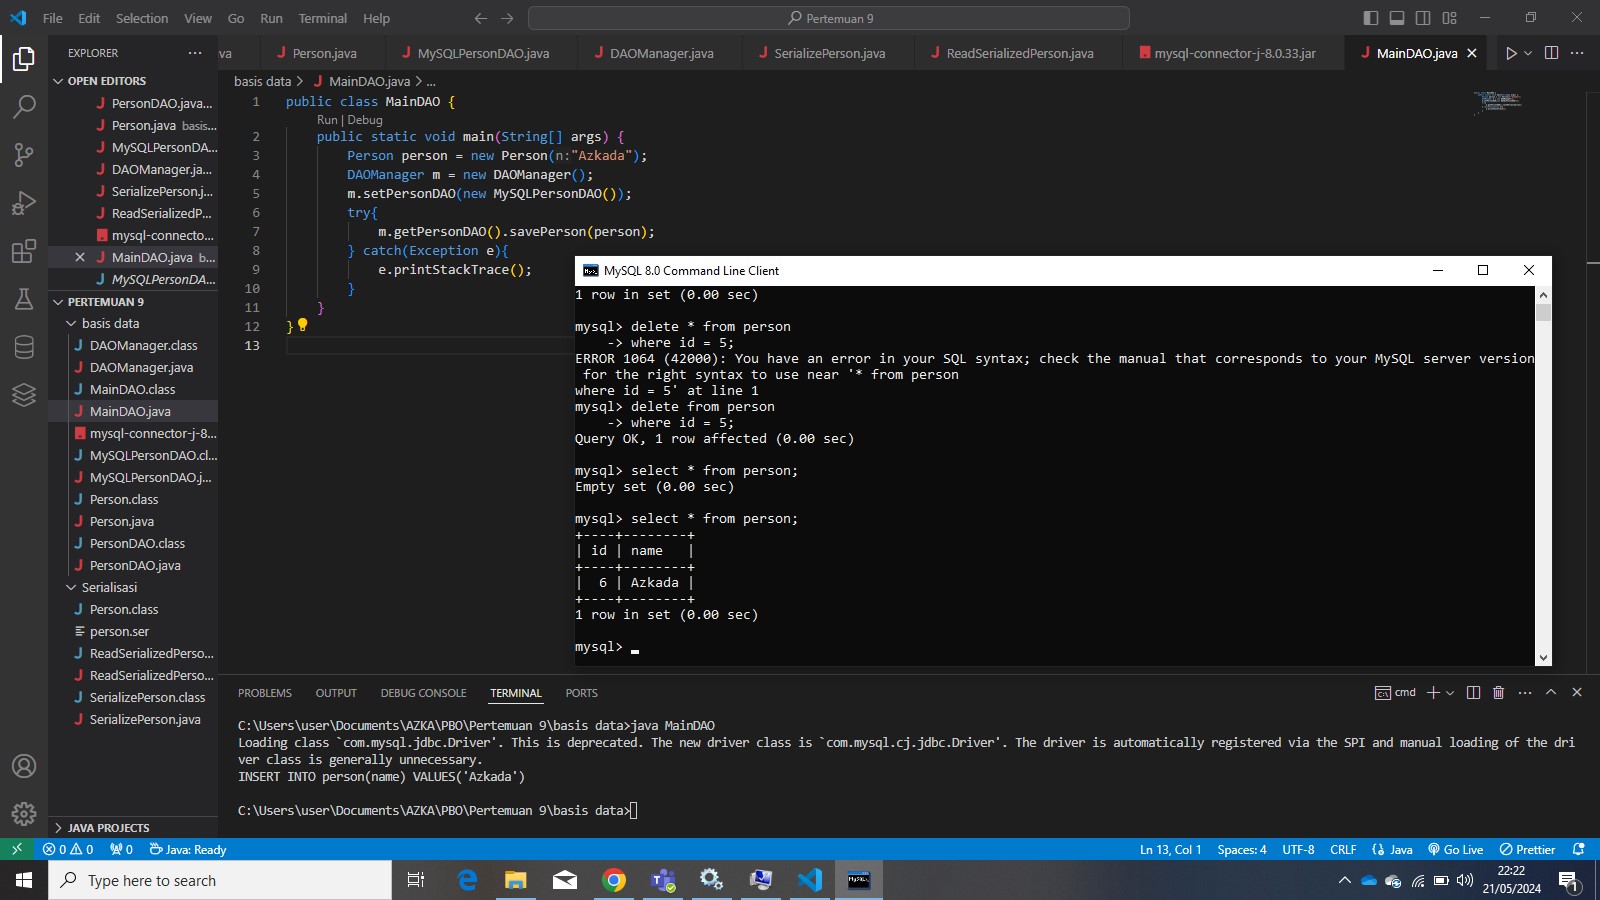 File Edit Selection View Go Run Terminal Help
Pertemuan 9
EXPLORER
va Person.java MySQLPersonDAO.java DAOManager.java SerializePerson.java ReadSerializedPerson.java mysql-connector-j-8.0.33.jar MainDAO.java
OPEN EDITORS
PersonDAO.java...
Person.java basis...
MySQLPersonDA...
DAOManager.ja...
SerializePerson.j...
ReadSerializedP...
mysql-connecto...
MainDAO.java b...
MySQLPersonDA...
PERTEMUAN 9
basis data
DAOManager.class
DAOManager.java
MainDAO.class
MainDAO.java
mysql-connector-j-8...
MySQLPersonDAO.cl...
MySQLPersonDAO.j...
Person.class
Person.java
PersonDAO.class
PersonDAO.java
Serialisasi
Person.class
person.ser
ReadSerializedPerso...
ReadSerializedPerso...
SerializePerson.class
SerializePerson.java
JAVA PROJECTS
basis data > MainDAO.java > ...
1 public class MainDAO {
Run | Debug
2 public static void main(String[] args) {
3 Person person = new Person(n:"Azkada");
4 DAOManager m = new DAOManager();
5 m.setPersonDAO(new MySQLPersonDAO());
6 try{
7 m.getPersonDAO().savePerson(person);
8 } catch(Exception e){
9 e.printStackTrace();
10 }
11 }
12 }
13
MySQL 8.0 Command Line Client
1 row in set (0.00 sec)
mysql> delete * from person
-> where id = 5;
ERROR 1064 (42000): You have an error in your SQL syntax; check the manual that corresponds to your MySQL server version
for the right syntax to use near '* from person
where id = 5' at line 1
mysql> delete from person
-> where id = 5;
Query OK, 1 row affected (0.00 sec)
mysql> select * from person;
Empty set (0.00 sec)
mysql> select * from person;
+----+--------+
| id | name   |
+----+--------+
|  6 | Azkada |
+----+--------+
1 row in set (0.00 sec)
mysql> _
PROBLEMS OUTPUT DEBUG CONSOLE TERMINAL PORTS
cmd
C:\Users\user\Documents\AZKA\PBO\Pertemuan 9\basis data>java MainDAO
Loading class `com.mysql.jdbc.Driver'. This is deprecated. The new driver class is `com.mysql.cj.jdbc.Driver'. The driver is automatically registered via the SPI and manual loading of the dri
ver class is generally unnecessary.
INSERT INTO person(name) VALUES('Azkada')
C:\Users\user\Documents\AZKA\PBO\Pertemuan 9\basis data>
0 0 0 Java: Ready
Ln 13, Col 1 Spaces: 4 UTF-8 CRLF Java Go Live Prettier
Type here to search
22:22
21/05/2024
1